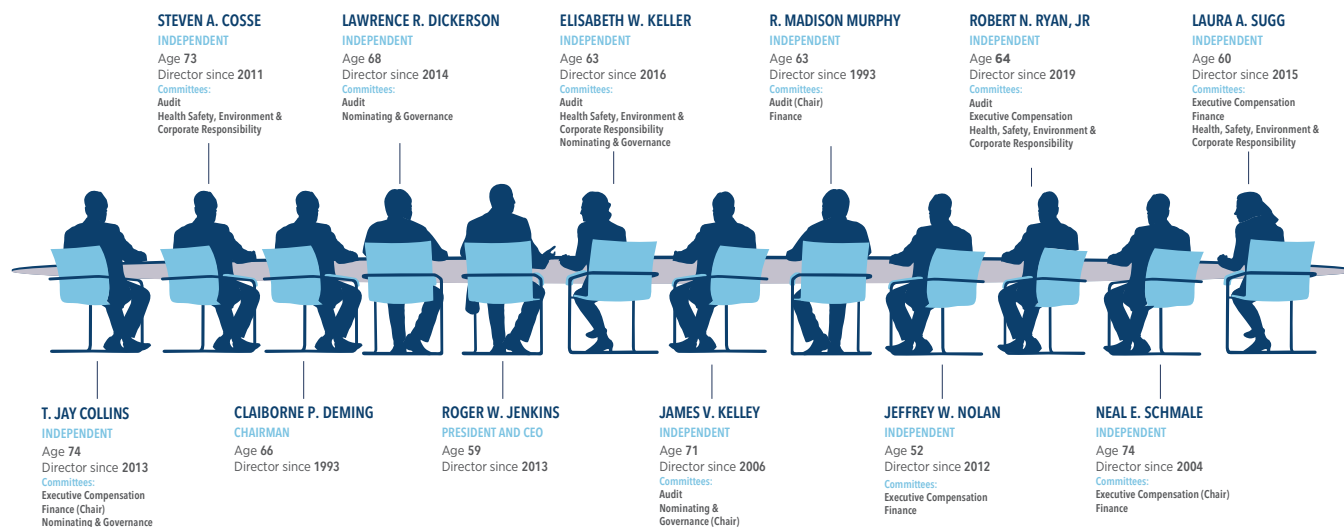 STEVEN A. COSSE
INDEPENDENT
Age 73
Director since 2011
Committees:
Audit
Health Safety, Environment &
Corporate Responsibility
LAWRENCE R. DICKERSON
INDEPENDENT
Age 68
Director since 2014
Committees:
Audit
Nominating & Governance
ELISABETH W. KELLER
INDEPENDENT
Age 63
Director since 2016
Committees:
Audit
Health Safety, Environment &
Corporate Responsibility
Nominating & Governance
R. MADISON MURPHY
INDEPENDENT
Age 63
Director since 1993
Committees:
Audit (Chair)
Finance
ROBERT N. RYAN, JR
INDEPENDENT
Age 64
Director since 2019
Committees:
Audit
Executive Compensation
Health, Safety, Environment &
Corporate Responsibility
LAURA A. SUGG
INDEPENDENT
Age 60
Director since 2015
Committees:
Executive Compensation
Finance
Health, Safety, Environment &
Corporate Responsibility
T. JAY COLLINS
INDEPENDENT
Age 74
Director since 2013
Committees:
Executive Compensation
Finance (Chair)
Nominating & Governance
CLAIBORNE P. DEMING
CHAIRMAN
Age 66
Director since 1993
ROGER W. JENKINS
PRESIDENT AND CEO
Age 59
Director since 2013
JAMES V. KELLEY
INDEPENDENT
Age 71
Director since 2006
Committees:
Audit
Nominating &
Governance (Chair)
JEFFREY W. NOLAN
INDEPENDENT
Age 52
Director since 2012
Committees:
Executive Compensation
Finance
NEAL E. SCHMALE
INDEPENDENT
Age 74
Director since 2004
Committees:
Executive Compensation (Chair)
Finance